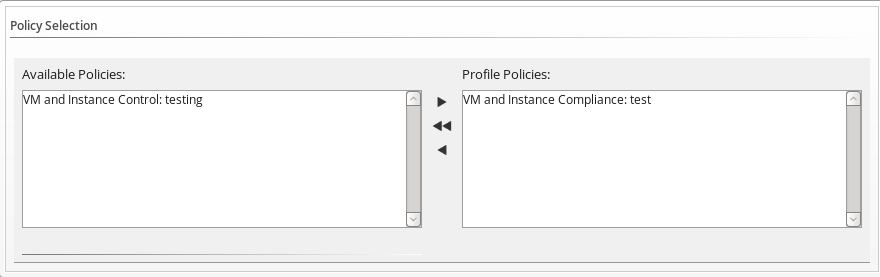 Policy Selection
Available Policies:
Profile Policies:
VM and Instance Control: testing
VM and Instance Compliance: test